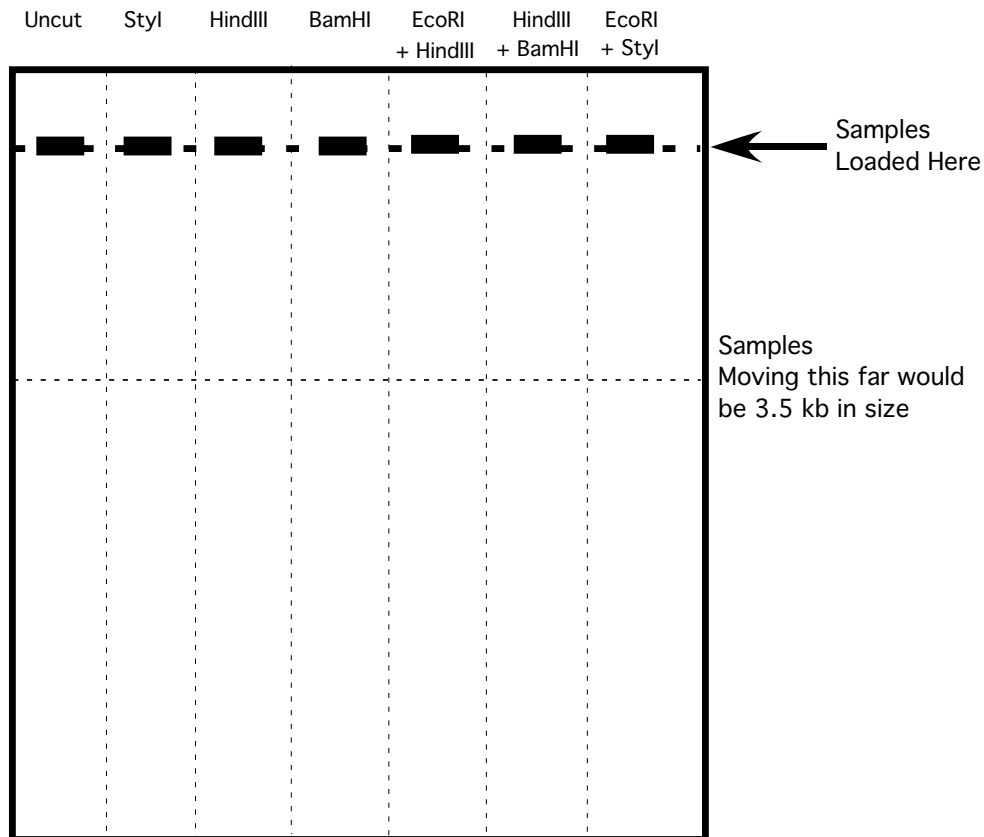 Uncut
StyI
HindIII
BamHI
EcoRI
+ HindIII
HindIII
+ BamHI
EcoRI
+ StyI
Samples
Loaded Here
Samples
Moving this far would
be 3.5 kb in size